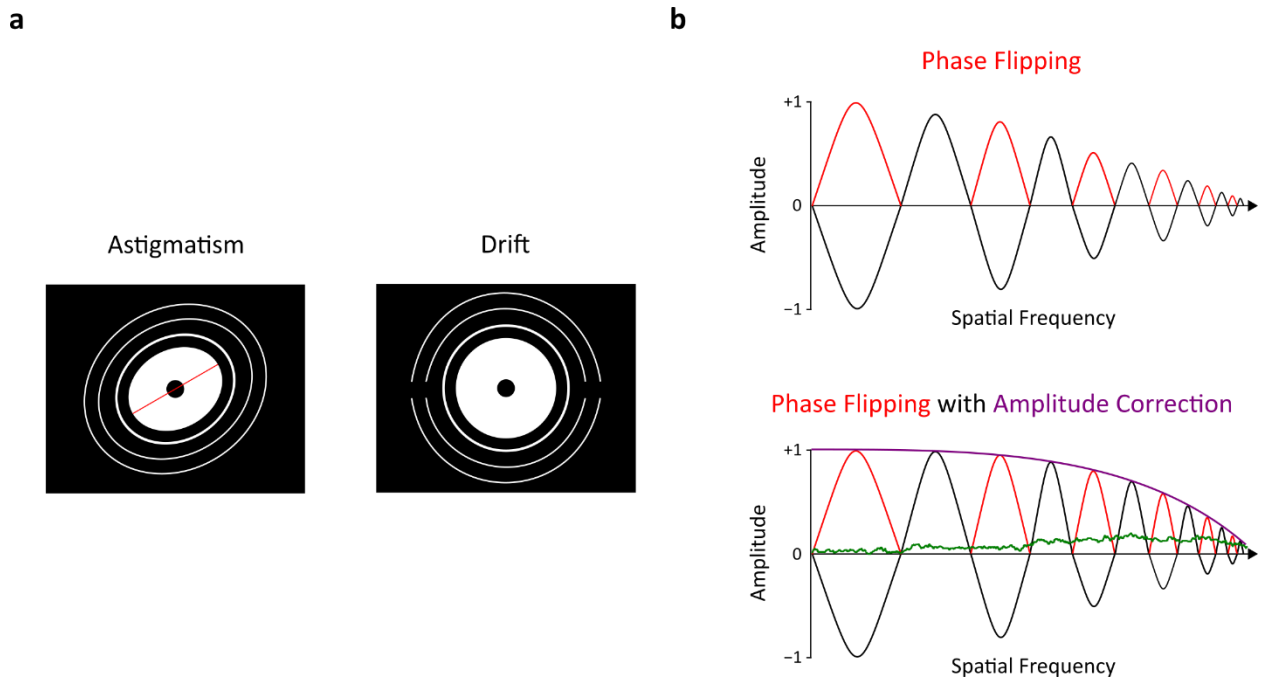 a
Astigmatism
Drift
b
Phase Flipping
+1
0
−1
Amplitude
Spatial Frequency
Phase Flipping with Amplitude Correction
+1
0
−1
Amplitude
Spatial Frequency